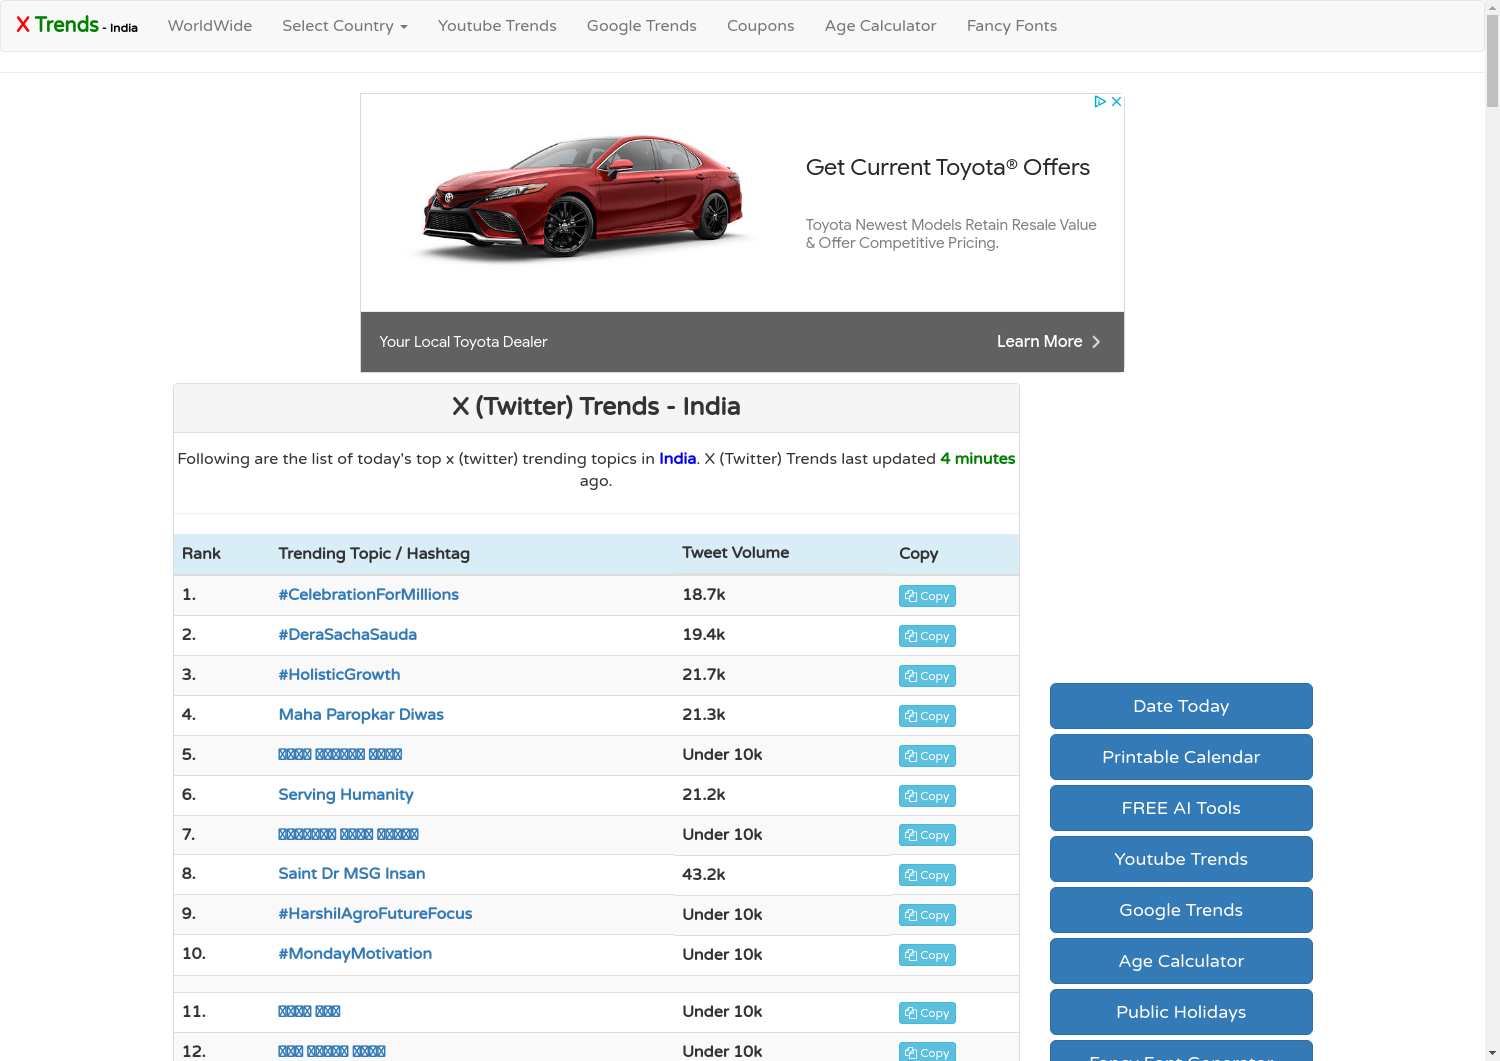 X Trends - India
WorldWide
Select Country
Youtube Trends
Google Trends
Coupons
Age Calculator
Fancy Fonts
Get Current Toyota® Offers
Toyota Newest Models Retain Resale Value
& Offer Competitive Pricing.
Your Local Toyota Dealer
Learn More
X (Twitter) Trends - India
Following are the list of today's top x (twitter) trending topics in India. X (Twitter) Trends last updated 4 minutes
ago.
Rank Trending Topic / Hashtag Tweet Volume Copy
1. #CelebrationForMillions 18.7k Copy
2. #DeraSachaSauda 19.4k Copy
3. #HolisticGrowth 21.7k Copy
4. Maha Paropkar Diwas 21.3k Copy
5. Under 10k Copy
6. Serving Humanity 21.2k Copy
7. Under 10k Copy
8. Saint Dr MSG Insan 43.2k Copy
9. #HarshilAgroFutureFocus Under 10k Copy
10. #MondayMotivation Under 10k Copy
11. Under 10k Copy
12. Under 10k Copy
Date Today
Printable Calendar
FREE AI Tools
Youtube Trends
Google Trends
Age Calculator
Public Holidays
Fancy Font Generator